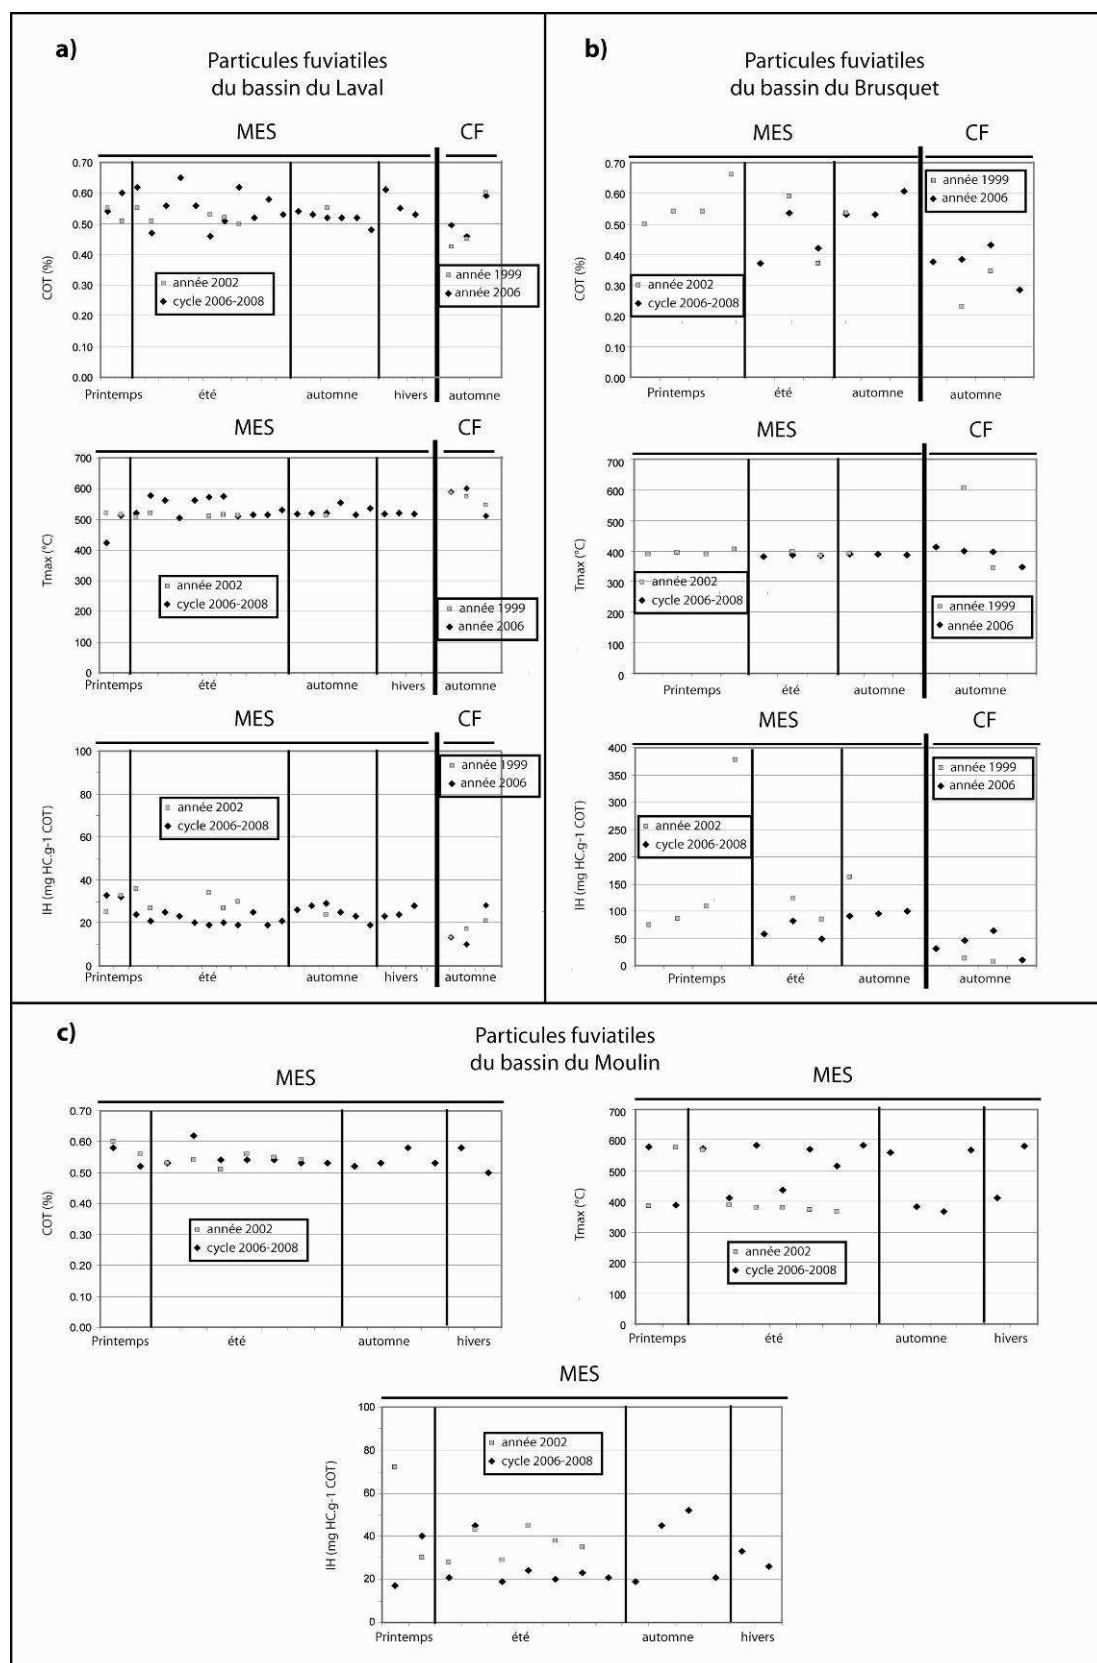 a)
Particules fuviatiles
du bassin du Laval
MES
CF
0.70
0.60
0.50
0.40
0.30
0.20
0.10
0.00
COT (%)
année 2002
cycle 2006-2008
année 1999
année 2006
Printemps
été
automne
hivers
automne
MES
CF
700
600
500
400
300
200
100
0
Tmax (°C)
année 2002
cycle 2006-2008
année 1999
année 2006
Printemps
été
automne
hivers
automne
MES
CF
100
80
60
40
20
0
IH (mg HC.g-1 COT)
année 2002
cycle 2006-2008
année 1999
année 2006
Printemps
été
automne
hivers
automne
b)
Particules fuviatiles
du bassin du Brusquet
MES
CF
0.70
0.60
0.50
0.40
0.30
0.20
0.10
0.00
COT (%)
année 2002
cycle 2006-2008
année 1999
année 2006
Printemps
été
automne
automne
MES
CF
700
600
500
400
300
200
100
0
Tmax (°C)
année 2002
cycle 2006-2008
année 1999
année 2006
Printemps
été
automne
automne
MES
CF
400
350
300
250
200
150
100
50
0
IH (mg HC.g-1 COT)
année 2002
cycle 2006-2008
année 1999
année 2006
Printemps
été
automne
automne
c)
Particules fuviatiles
du bassin du Moulin
MES
0.70
0.60
0.50
0.40
0.30
0.20
0.10
0.00
COT (%)
année 2002
cycle 2006-2008
Printemps
été
automne
hivers
MES
700
600
500
400
300
200
100
0
Tmax (°C)
année 2002
cycle 2006-2008
Printemps
été
automne
hivers
MES
100
80
60
40
20
0
IH (mg HC.g-1 COT)
année 2002
cycle 2006-2008
Printemps
été
automne
hivers